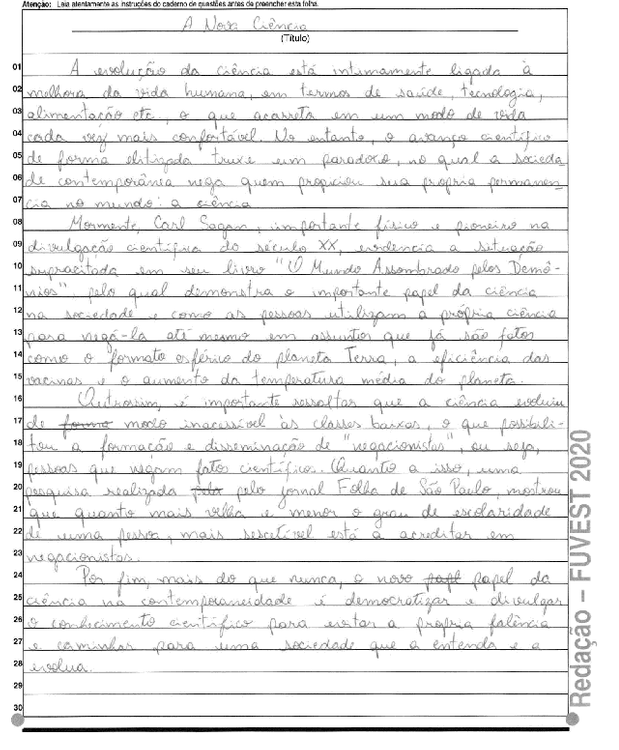 Atenção: Leia atentamente as instruções do caderno de questões antes de preencher esta folha.
A Nova Ciência
(Título)
01 A evolução da ciência está intimamente ligada à
02 melhora da vida humana, em termos de saúde, tecnologia,
03 alimentação etc, o que acarreta em um modo de vida
04 cada vez mais confortável. No entanto, o avanço científico
05 de forma elitizada truxe um paradoxo, no qual a socieda_
06 de contemporânea nega quem propiciou sua propria permanen_
07 cia no mundo: a ciência
08 Mormente, Carl Sagan, importante físico e pioneiro na
09 divulgação científica do século XX, evidencia a situação
10 supracitada em seu livro "O Mundo Assombrado pelos Demô-
11 nios", pelo qual demonstra o importante papel da ciência
12 na sociedade e como as pessoas utilizam a própria ciência
13 para negá-la até mesmo em assuntos que já são fatos
14 como o formato esférico do planeta Terra, a eficiência das
15 vacinas e o aumento da temperatura média do planeta.
16 Outrossim, é importante ressaltar que a ciência evoluiu
17 de forma modo inacessível às classes baixas, o que possibili-
18 tou a formação e disseminação de "negacionistas", ou seja,
19 pessoas que negam fatos científicos. Quanto a isso, uma
20 pesquisa realizada pelo pelo jornal Folha de São Paulo, mostrou
21 que quanto mais velha e menor o grau de escolaridade
22 de uma pessoa, mais sescetível está a acreditar em
23 negacionistas.
24 Por fim, mais do que nunca, o novo papel da
25 ciência na contemporaneidade é democratizar e divulgar
26 o conhecimento científico para evitar a propria falência
27 e caminhar para uma sociedade que a entenda e a
28 evolua.
29
30
Redação – FUVEST 2020